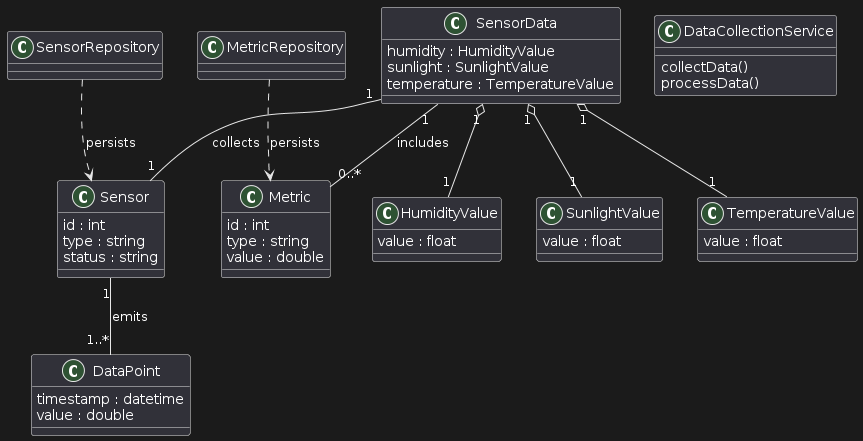 C SensorData
humidity : HumidityValue
sunlight : SunlightValue
temperature : TemperatureValue
C DataCollectionService
collectData()
processData()
C SensorRepository
C MetricRepository
1
1
1
1
1
persists
collects
persists
includes
1
0..*
1
1
1
C Sensor
id : int
type : string
status : string
C Metric
id : int
type : string
value : double
C HumidityValue
value : float
C SunlightValue
value : float
C TemperatureValue
value : float
1
emits
1..*
C DataPoint
timestamp : datetime
value : double